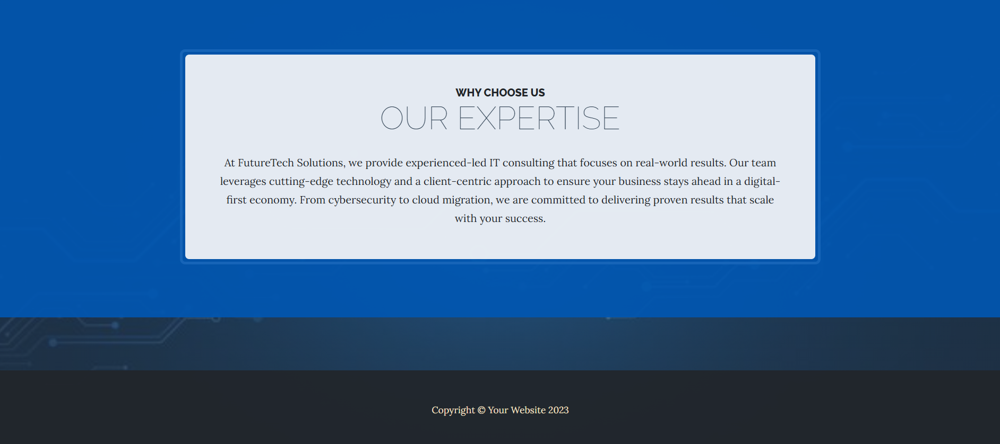 WHY CHOOSE US
OUR EXPERTISE
At FutureTech Solutions, we provide experienced-led IT consulting that focuses on real-world results. Our team
leverages cutting-edge technology and a client-centric approach to ensure your business stays ahead in a digital-
first economy. From cybersecurity to cloud migration, we are committed to delivering proven results that scale
with your success.
Copyright © Your Website 2023